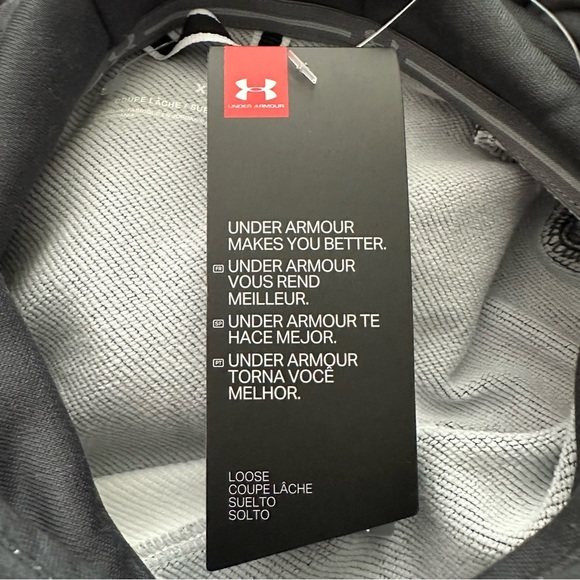 UNDER ARMOUR
UNDER ARMOUR
MAKES YOU BETTER.
FR UNDER ARMOUR
VOUS REND
MEILLEUR.
SP UNDER ARMOUR TE
HACE MEJOR.
PT UNDER ARMOUR
TORNA VOCÊ
MELHOR.
LOOSE
COUPE LÂCHE
SUELTO
SOLTO